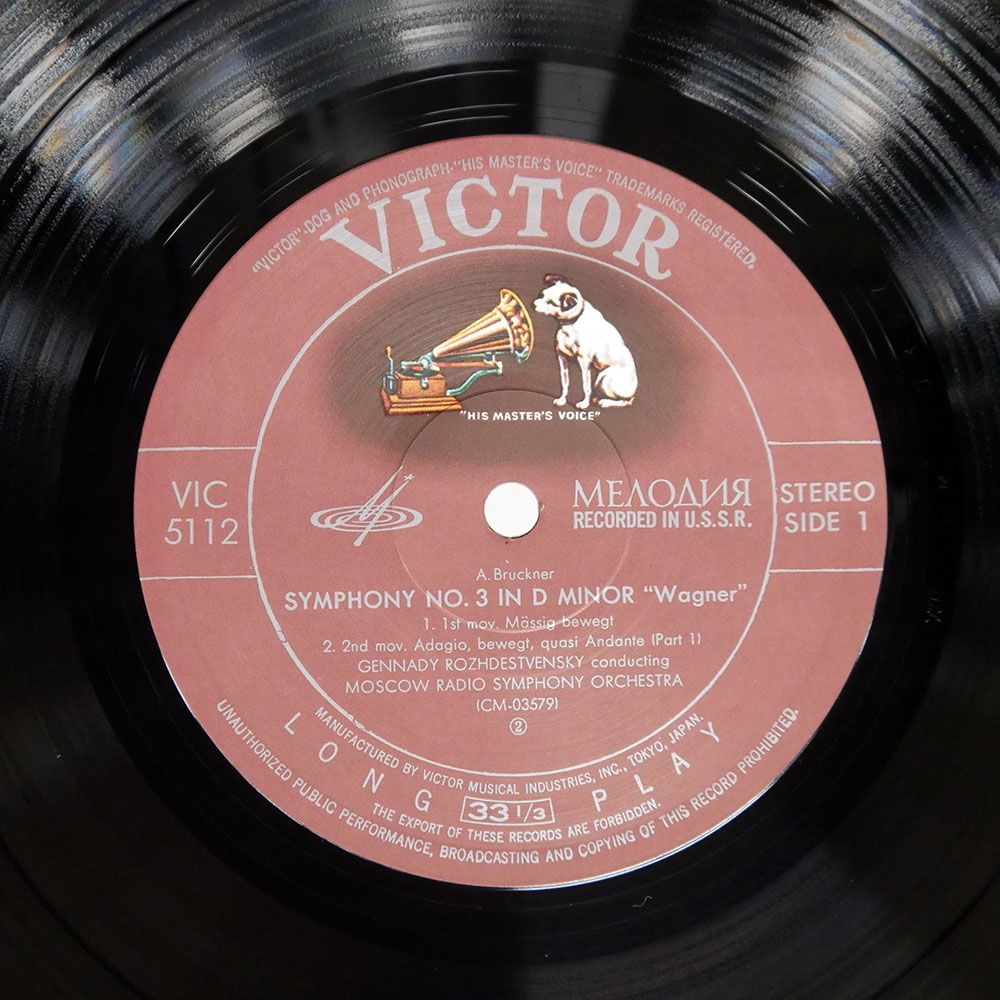 "VICTOR"-DOG AND PHONOGRAPH-"HIS MASTER'S VOICE" TRADEMARKS REGISTERED.
VICTOR
"HIS MASTER'S VOICE"
VIC
5112
МЕЛОДИЯ
RECORDED IN U.S.S.R.
STEREO
SIDE 1
A. Bruckner
SYMPHONY NO. 3 IN D MINOR "Wagner"
1. 1st mov. Mässig bewegt
2. 2nd mov. Adagio, bewegt, quasi Andante (Part 1)
GENNADY ROZHDESTVENSKY conducting
MOSCOW RADIO SYMPHONY ORCHESTRA
(CM-03579)
②
MANUFACTURED BY VICTOR MUSICAL INDUSTRIES, INC., TOKYO, JAPAN.
LONG 33 1/3 PLAY
THE EXPORT OF THESE RECORDS ARE FORBIDDEN.
UNAUTHORIZED PUBLIC PERFORMANCE, BROADCASTING AND COPYING OF THIS RECORD PROHIBITED.